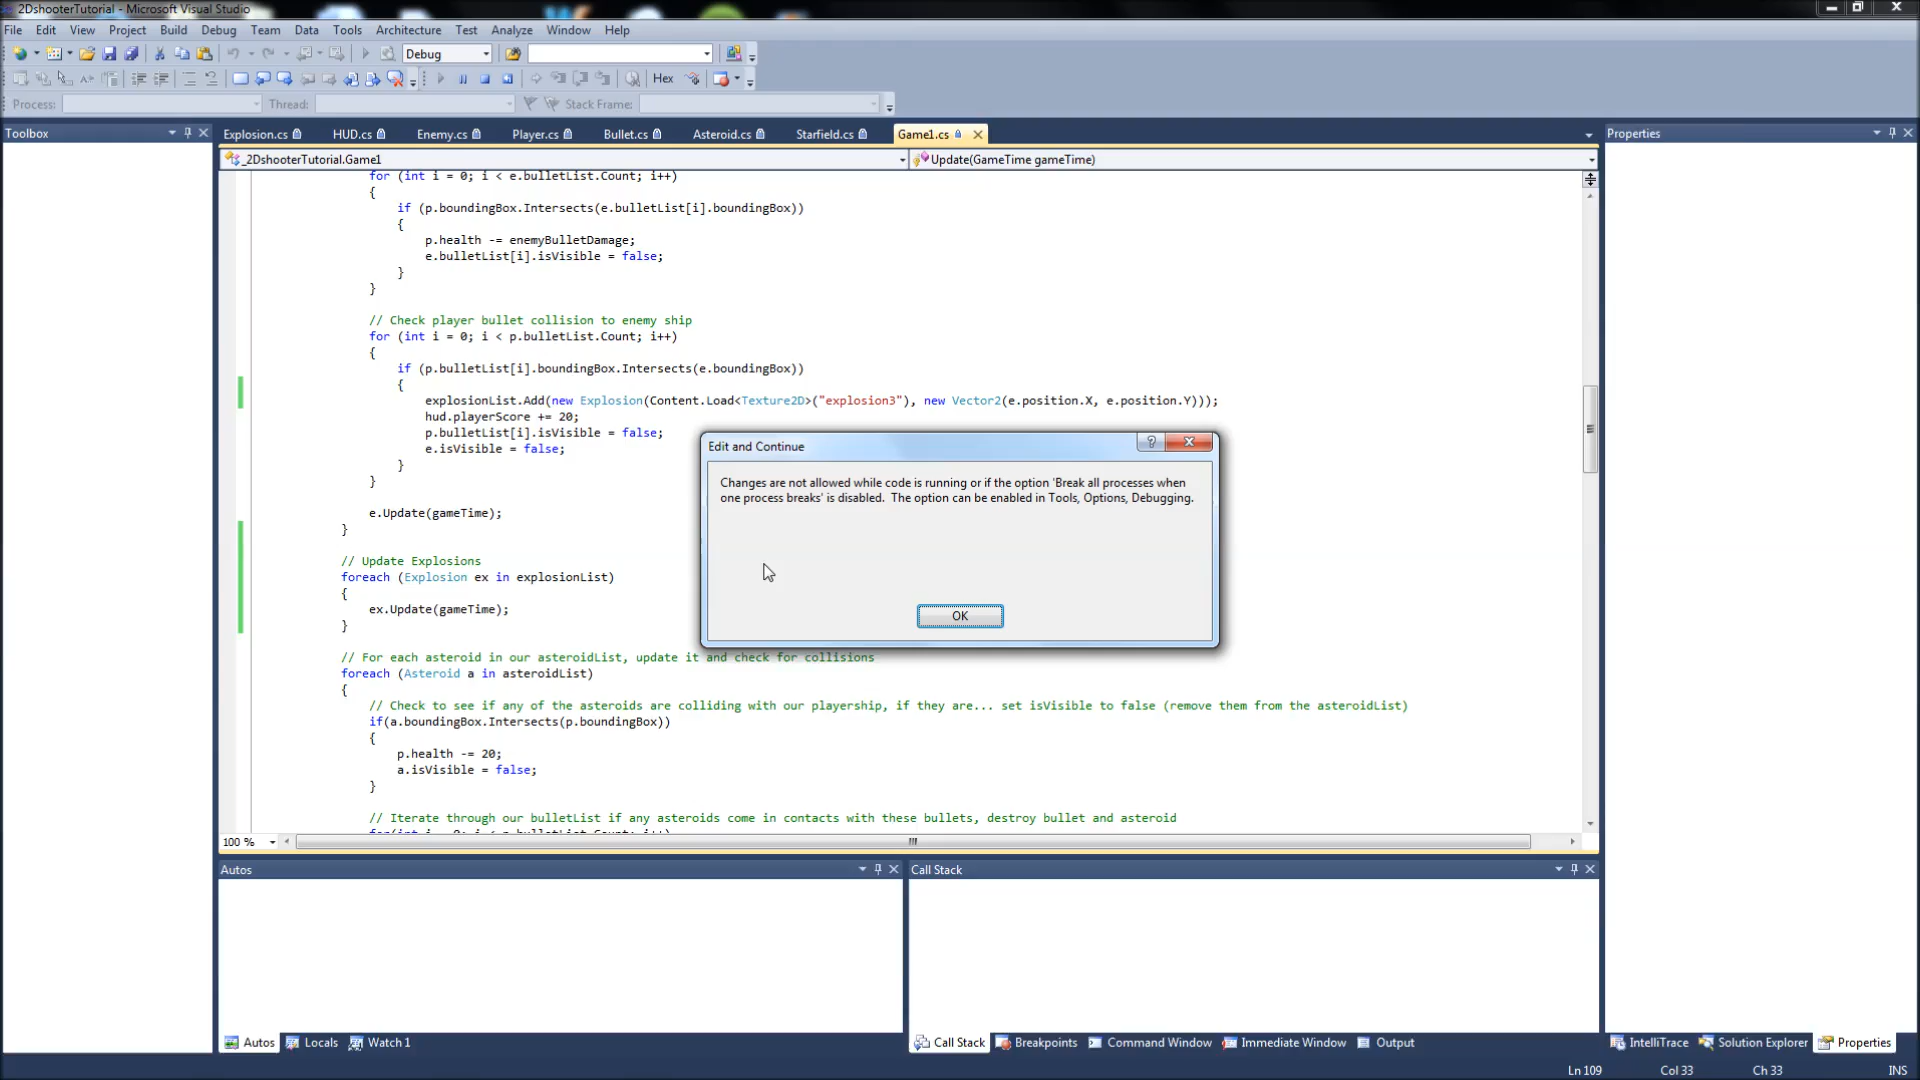 2DshooterTutorial - Microsoft Visual Studio
File Edit View Project Build Debug Team Data Tools Architecture Test Analyze Window Help
Debug
Hex
Process: Thread: Stack Frame:
Toolbox
Explosion.cs HUD.cs Enemy.cs Player.cs Bullet.cs Asteroid.cs Starfield.cs Game1.cs
Properties
_2DshooterTutorial.Game1
Update(GameTime gameTime)
for (int i = 0; i < e.bulletList.Count; i++)
{
if (p.boundingBox.Intersects(e.bulletList[i].boundingBox))
{
p.health -= enemyBulletDamage;
e.bulletList[i].isVisible = false;
}
}
// Check player bullet collision to enemy ship
for (int i = 0; i < p.bulletList.Count; i++)
{
if (p.bulletList[i].boundingBox.Intersects(e.boundingBox))
{
explosionList.Add(new Explosion(Content.Load<Texture2D>("explosion3"), new Vector2(e.position.X, e.position.Y)));
hud.playerScore += 20;
p.bulletList[i].isVisible = false;
e.isVisible = false;
}
}
e.Update(gameTime);
}
// Update Explosions
foreach (Explosion ex in explosionList)
{
ex.Update(gameTime);
}
// For each asteroid in our asteroidList, update it and check for collisions
foreach (Asteroid a in asteroidList)
{
// Check to see if any of the asteroids are colliding with our playership, if they are... set isVisible to false (remove them from the asteroidList)
if(a.boundingBox.Intersects(p.boundingBox))
{
p.health -= 20;
a.isVisible = false;
}
// Iterate through our bulletList if any asteroids come in contacts with these bullets, destroy bullet and asteroid
for(int i = 0; i < p.bulletList.Count; i++)
Edit and Continue
Changes are not allowed while code is running or if the option 'Break all processes when
one process breaks' is disabled. The option can be enabled in Tools, Options, Debugging.
OK
100 %
Autos
Call Stack
Autos Locals Watch 1
Call Stack Breakpoints Command Window Immediate Window Output
IntelliTrace Solution Explorer Properties
Ln 109 Col 33 Ch 33 INS